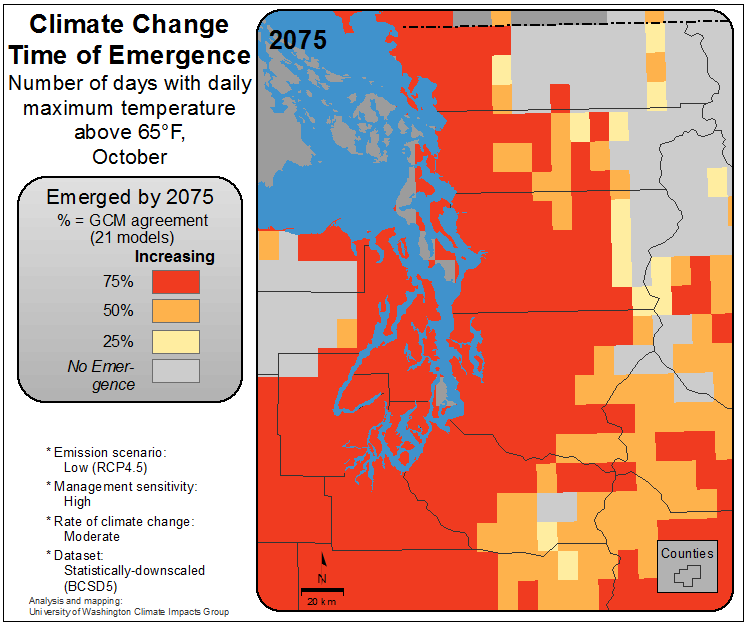 Climate Change
Time of Emergence
Number of days with daily
maximum temperature
above 65°F,
October
Emerged by 2075
% = GCM agreement
(21 models)
Increasing
75%
50%
25%
No Emer-
gence
* Emission scenario:
Low (RCP4.5)
* Management sensitivity:
High
* Rate of climate change:
Moderate
* Dataset:
Statistically-downscaled
(BCSD5)
Analysis and mapping:
University of Washington Climate Impacts Group
2075
N
20 km
Counties